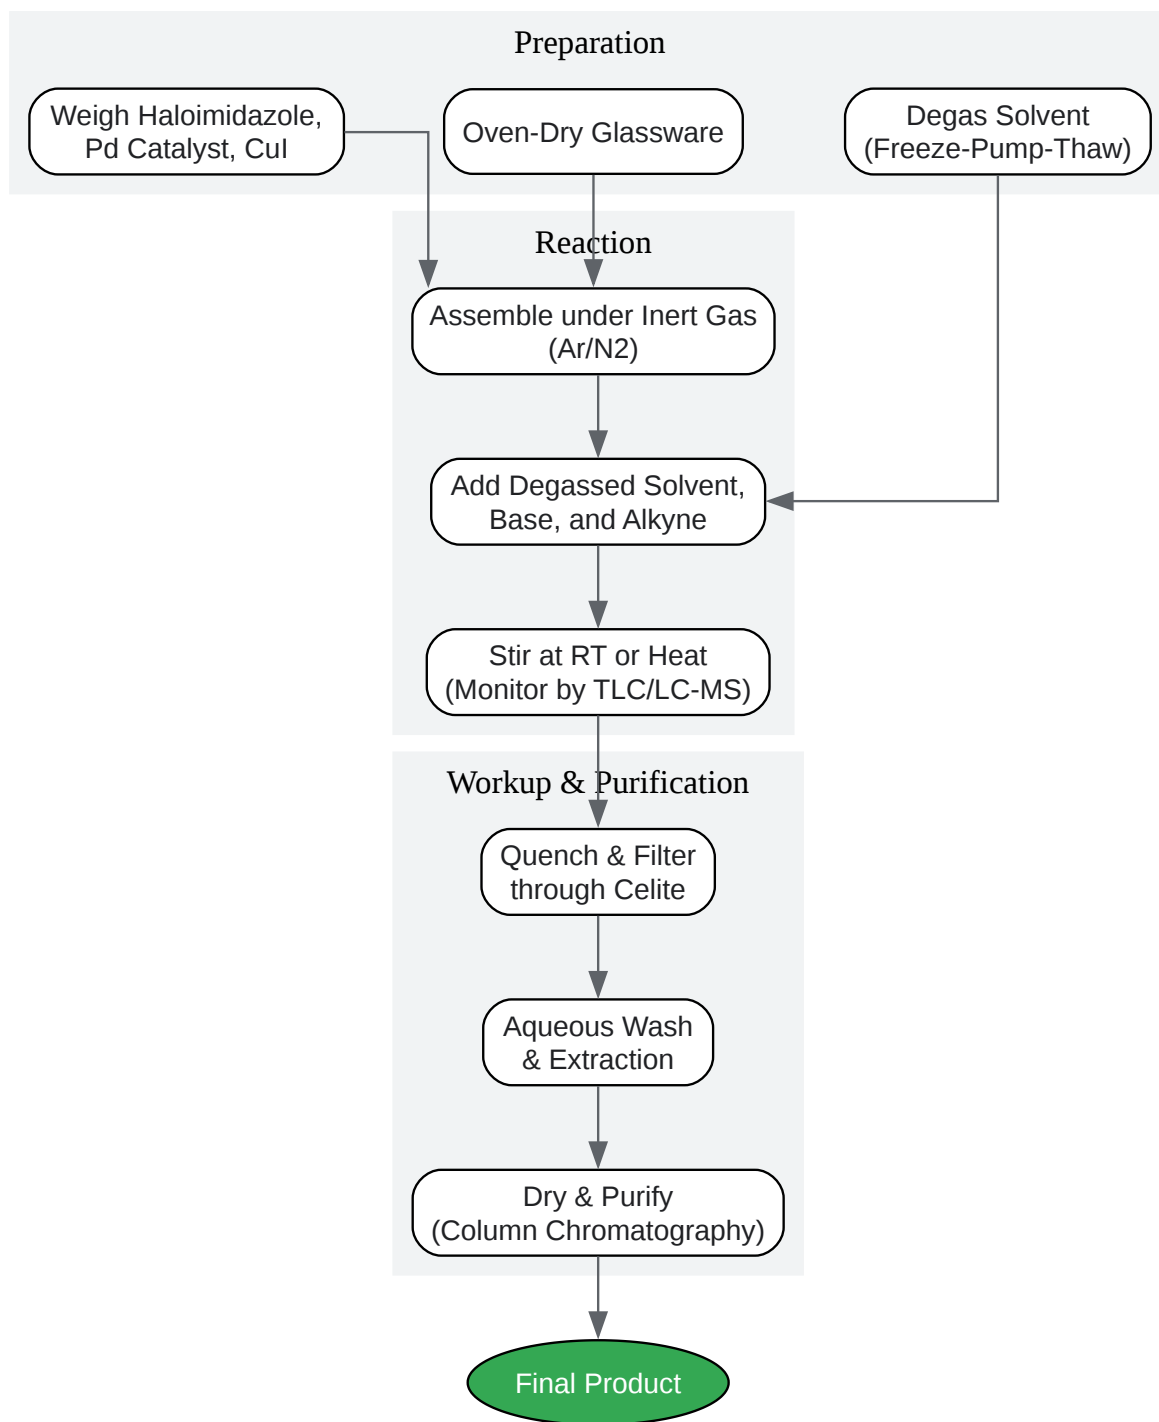 Preparation
Weigh Haloimidazole,
Pd Catalyst, CuI
Oven-Dry Glassware
Degas Solvent
(Freeze-Pump-Thaw)
Reaction
Assemble under Inert Gas
(Ar/N2)
Add Degassed Solvent,
Base, and Alkyne
Stir at RT or Heat
(Monitor by TLC/LC-MS)
Workup & Purification
Quench & Filter
through Celite
Aqueous Wash
& Extraction
Dry & Purify
(Column Chromatography)
Final Product